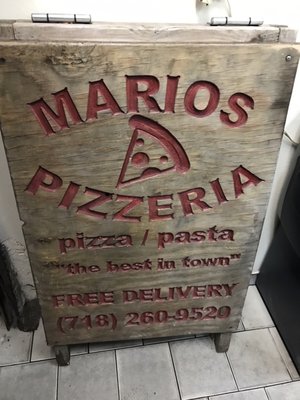 MARIOS
PIZZERIA
pizza / pasta
"the best in town"
FREE DELIVERY
(718) 260-9520